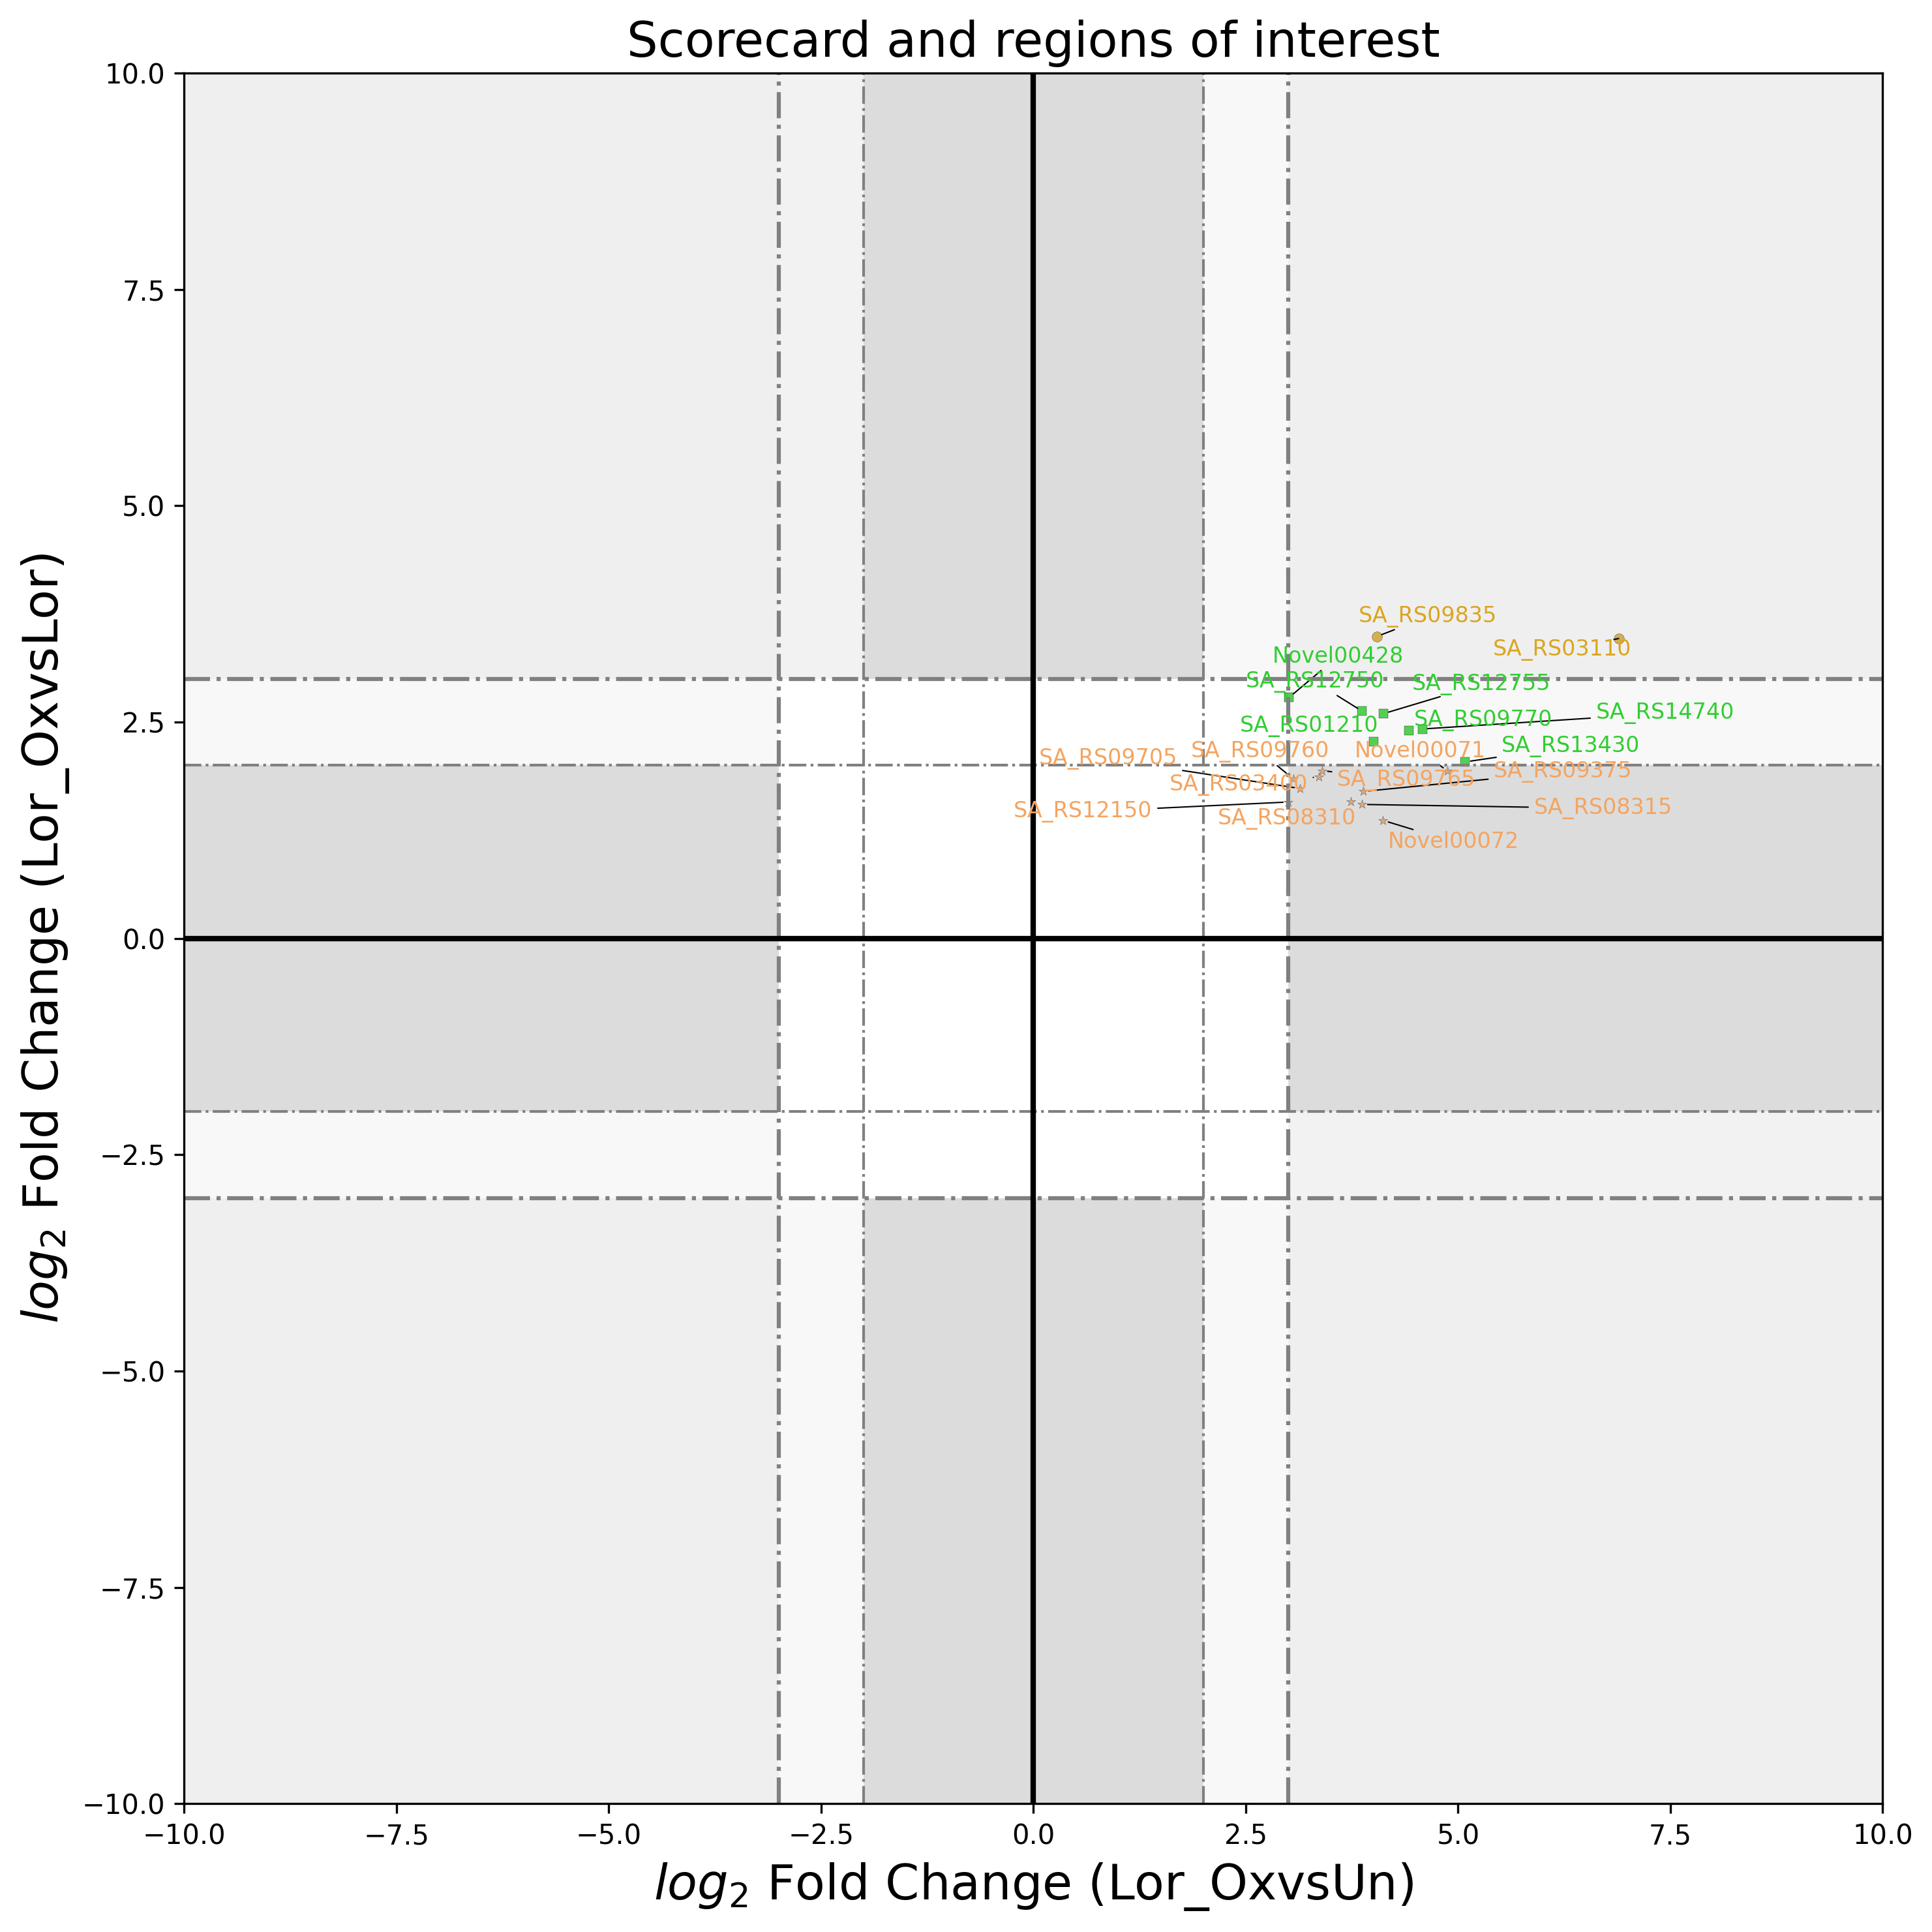 Scorecard and regions of interest
log2 Fold Change (Lor_OxvsLor)
10.0
7.5
5.0
2.5
0.0
−2.5
−5.0
−7.5
−10.0
SA_RS09835
SA_RS03110
Novel00428
SA_RS12750
SA_RS12755
SA_RS14740
SA_RS09770
SA_RS01210
SA_RS13430
SA_RS09705
SA_RS09760
Novel00071
SA_RS09375
SA_RS03400
SA_RS09765
SA_RS12150
SA_RS08310
SA_RS08315
Novel00072
−10.0
−7.5
−5.0
−2.5
0.0
2.5
5.0
7.5
10.0
log2 Fold Change (Lor_OxvsUn)